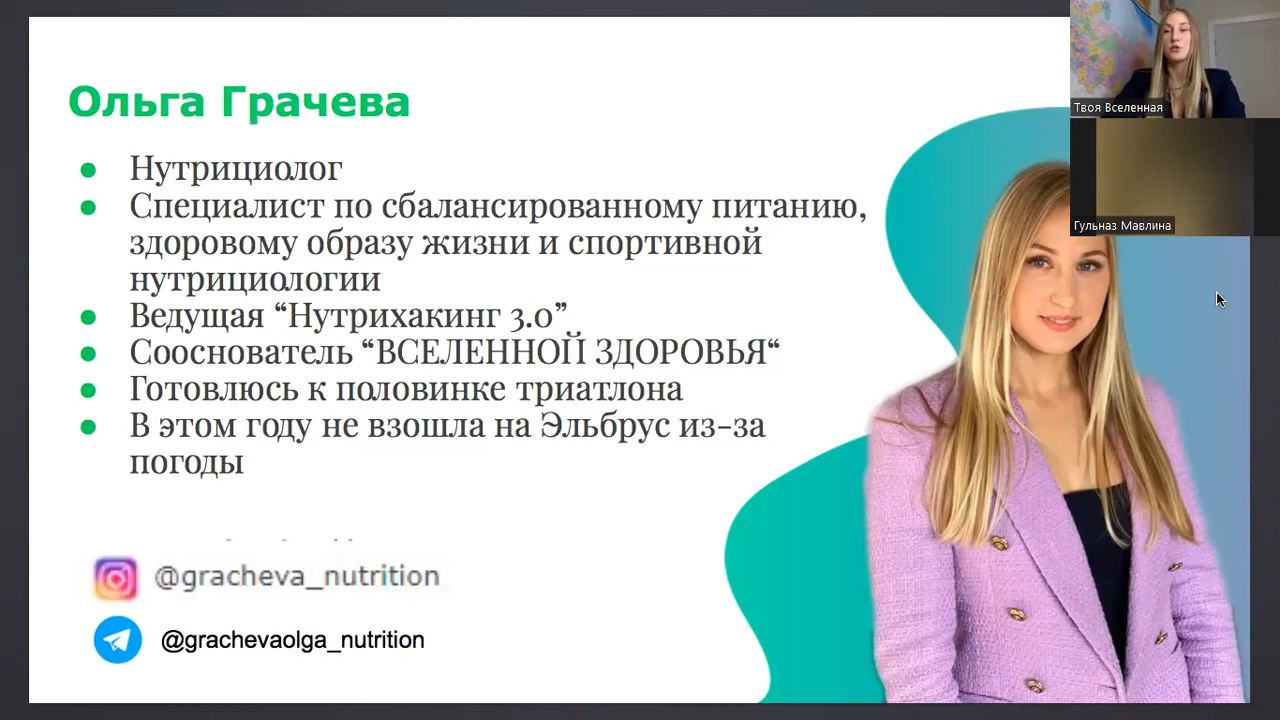 Ольга Грачева
Нутрициолог
Специалист по сбалансированному питанию,
здоровому образу жизни и спортивной
нутрициологии
Ведущая “Нутрихакинг 3.0”
Сооснователь “ВСЕЛЕННОЙ ЗДОРОВЬЯ“
Готовлюсь к половинке триатлона
В этом году не взошла на Эльбрус из-за
погоды
@gracheva_nutrition
@grachevaolga_nutrition
Твоя Вселенная
Гульназ Мавлина